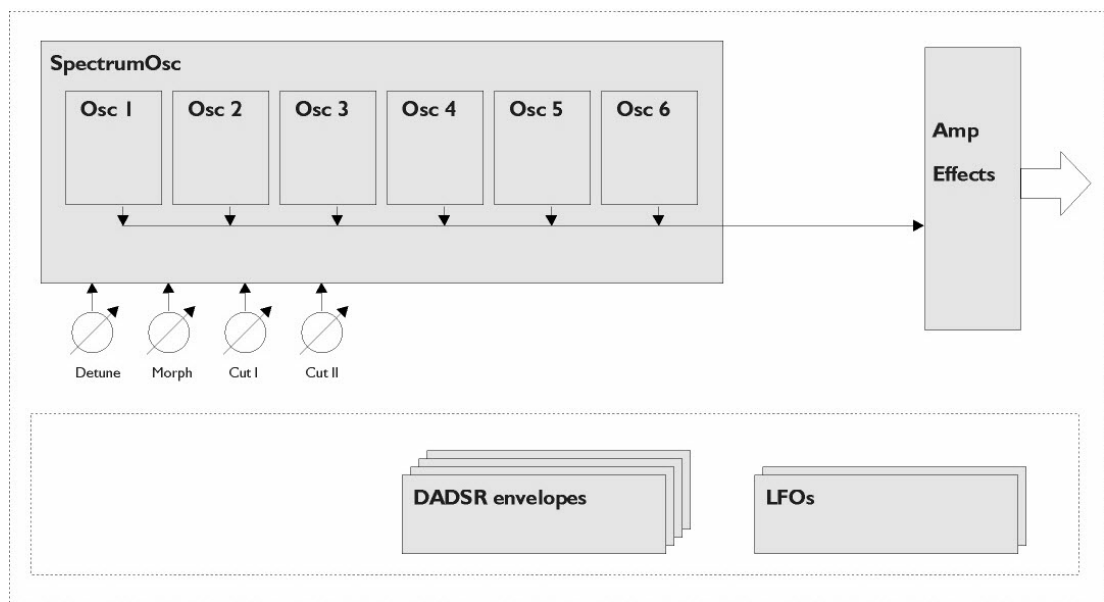 SpectrumOsc
Osc 1 Osc 2 Osc 3 Osc 4 Osc 5 Osc 6
Amp
Effects
Detune Morph Cut I Cut II
DADSR envelopes LFOs